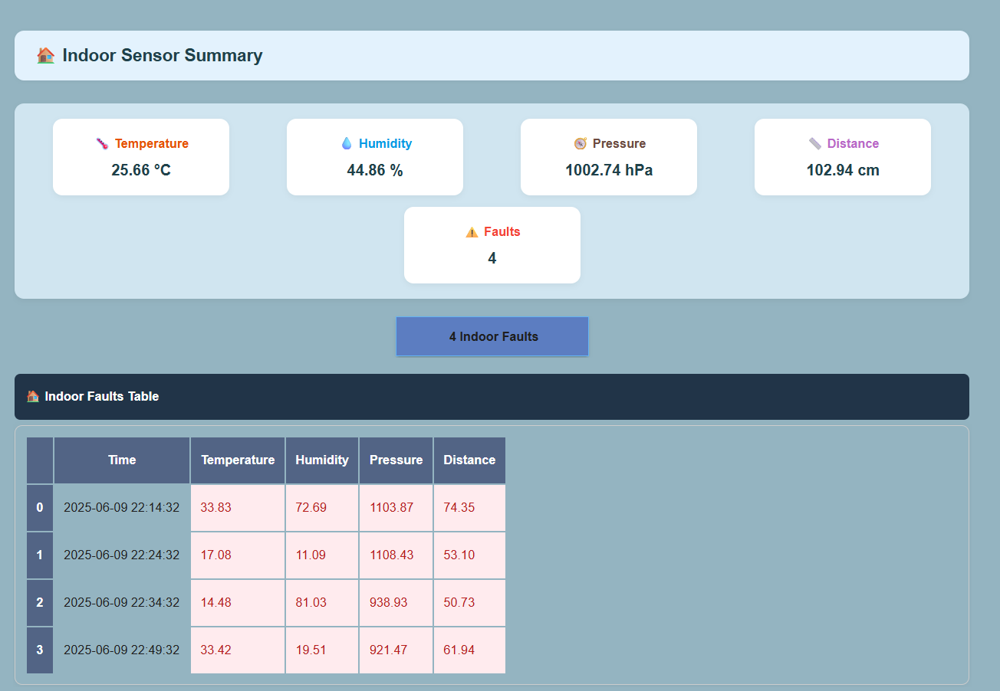 Indoor Sensor Summary
Temperature
25.66 °C
Humidity
44.86 %
Pressure
1002.74 hPa
Distance
102.94 cm
Faults
4
4 Indoor Faults
Indoor Faults Table
Time Temperature Humidity Pressure Distance
0 2025-06-09 22:14:32 33.83 72.69 1103.87 74.35
1 2025-06-09 22:24:32 17.08 11.09 1108.43 53.10
2 2025-06-09 22:34:32 14.48 81.03 938.93 50.73
3 2025-06-09 22:49:32 33.42 19.51 921.47 61.94